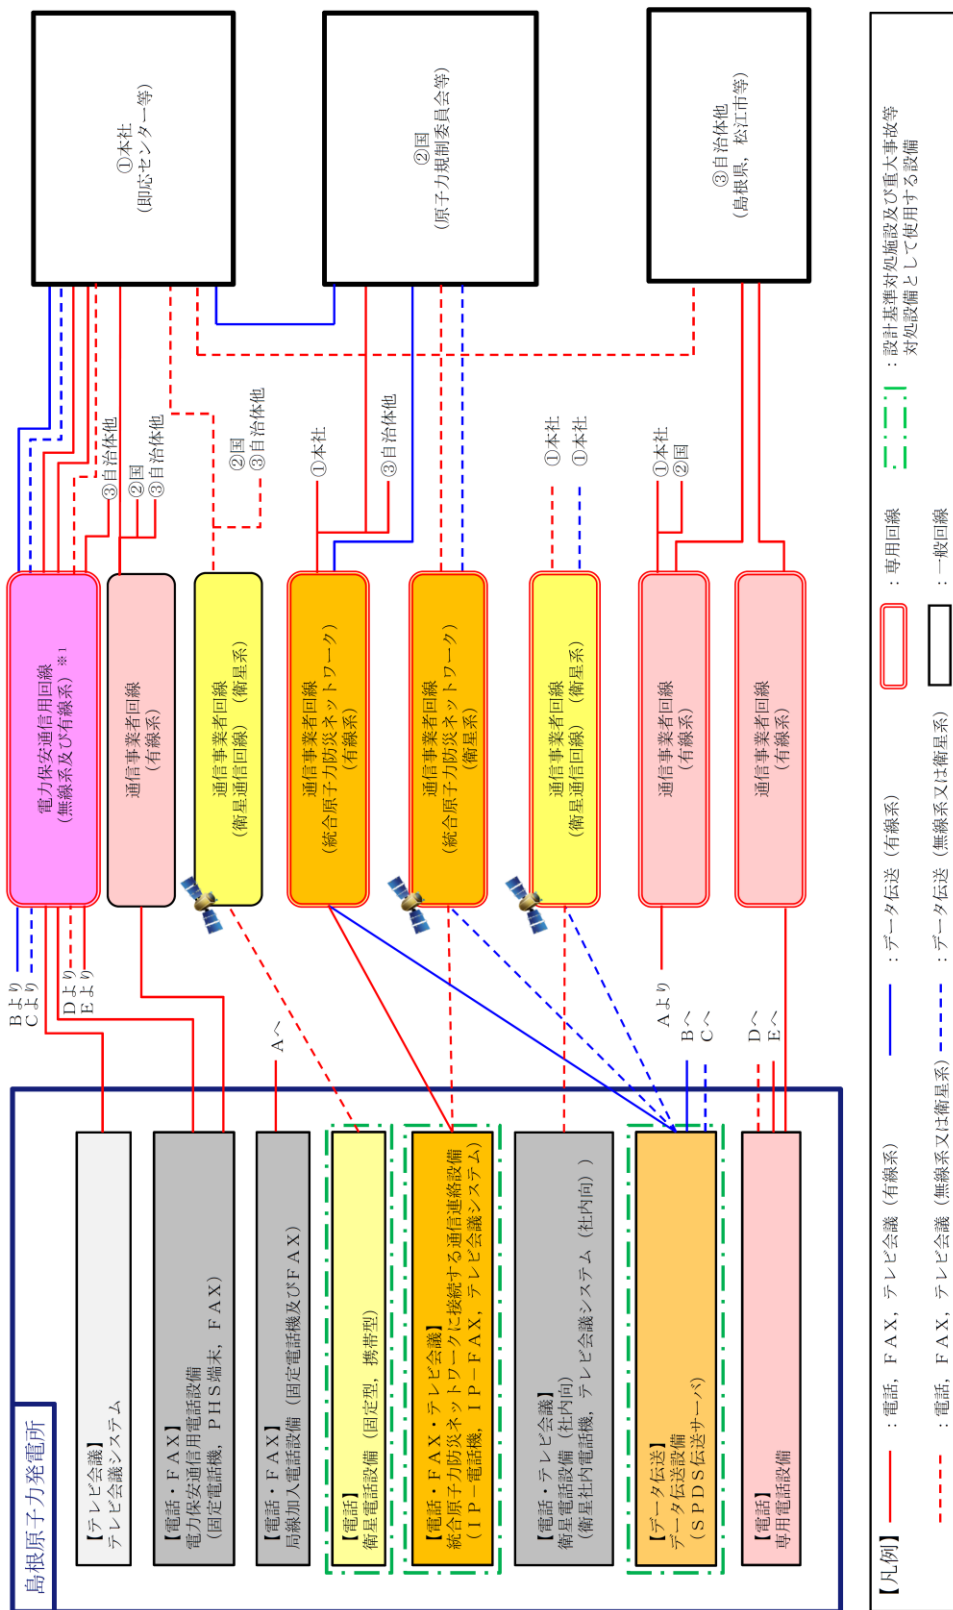 島根原子力発電所
【テレビ会議】
テレビ会議システム
【電話・ＦＡＸ】
電力保安通信用電話設備
(固定電話機，ＰＨＳ端末，ＦＡＸ)
【電話・ＦＡＸ】
局線加入電話設備 (固定電話機及びＦＡＸ)
【電話】
衛星電話設備 (固定型，携帯型)
【電話・ＦＡＸ・テレビ会議】
統合原子力防災ネットワークに接続する通信連絡設備
(ＩＰ－電話機，ＩＰ－ＦＡＸ，テレビ会議システム)
【電話・テレビ会議】
衛星電話設備 (社内向)
(衛星社内電話機，テレビ会議システム (社内向) )
【データ伝送】
データ伝送設備
(ＳＰＤＳ伝送サーバ)
【電話】
専用電話設備
Ｂより
Ｃより
Ｄより
Ｅより
Ａへ
Ａより
Ｂへ
Ｃへ
Ｄへ
Ｅへ
電力保安通信用回線
(無線系及び有線系) ※1
通信事業者回線
(有線系)
通信事業者回線
(衛星通信回線) (衛星系)
通信事業者回線
(統合原子力防災ネットワーク)
(有線系)
通信事業者回線
(統合原子力防災ネットワーク)
(衛星系)
通信事業者回線
(衛星通信回線) (衛星系)
通信事業者回線
(有線系)
通信事業者回線
(有線系)
③自治体他
②国
③自治体他
②国
③自治体他
①本社
③自治体他
①本社
①本社
①本社
②国
①本社
(即応センター等)
②国
(原子力規制委員会等)
③自治体他
(島根県，松江市等)
【凡例】
：電話，ＦＡＸ，テレビ会議 (有線系)
：データ伝送 (有線系)
：専用回線
：設計基準対処施設及び重大事故等
対処設備として使用する設備
：電話，ＦＡＸ，テレビ会議 (無線系又は衛星系)
：データ伝送 (無線系又は衛星系)
：一般回線